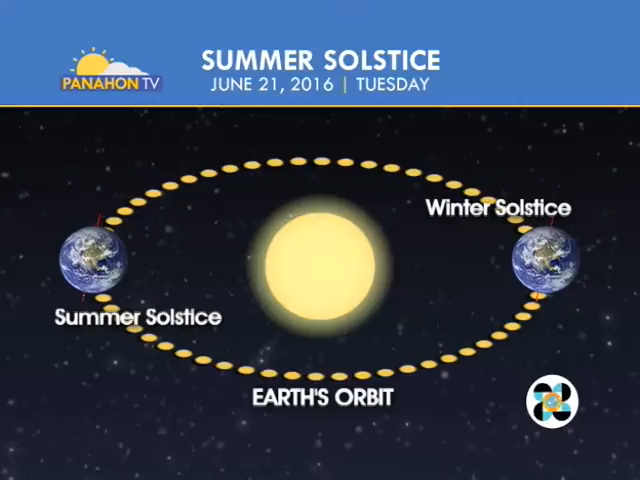 SUMMER SOLSTICE
PANAHON TV
JUNE 21, 2016 | TUESDAY
Winter Solstice
Summer Solstice
EARTH'S ORBIT